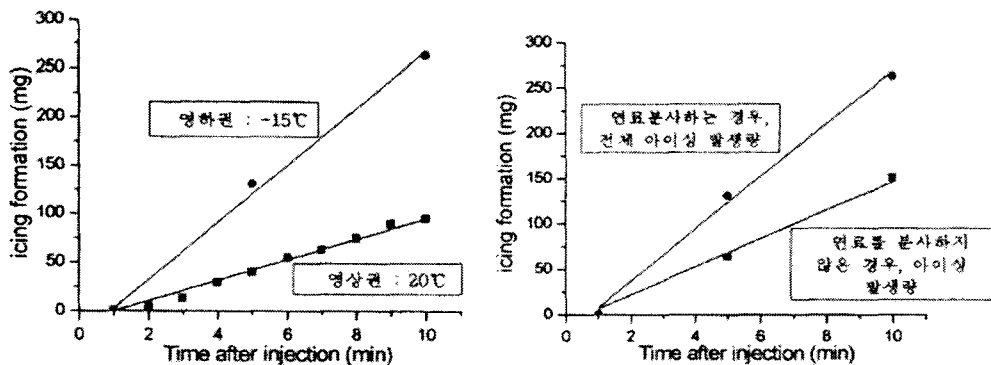 300
250
200
150
100
50
0
icing formation (mg)
영하권 : -15℃
영상권 : 20℃
0 2 4 6 8 10
Time after injection (min)
300
250
200
150
100
50
0
icing formation (mg)
연료분사하는 경우,
전체 아이싱 발생량
연료를 분사하지
않은 경우, 아이싱
발생량
0 2 4 6 8 10
Time after injection (min)